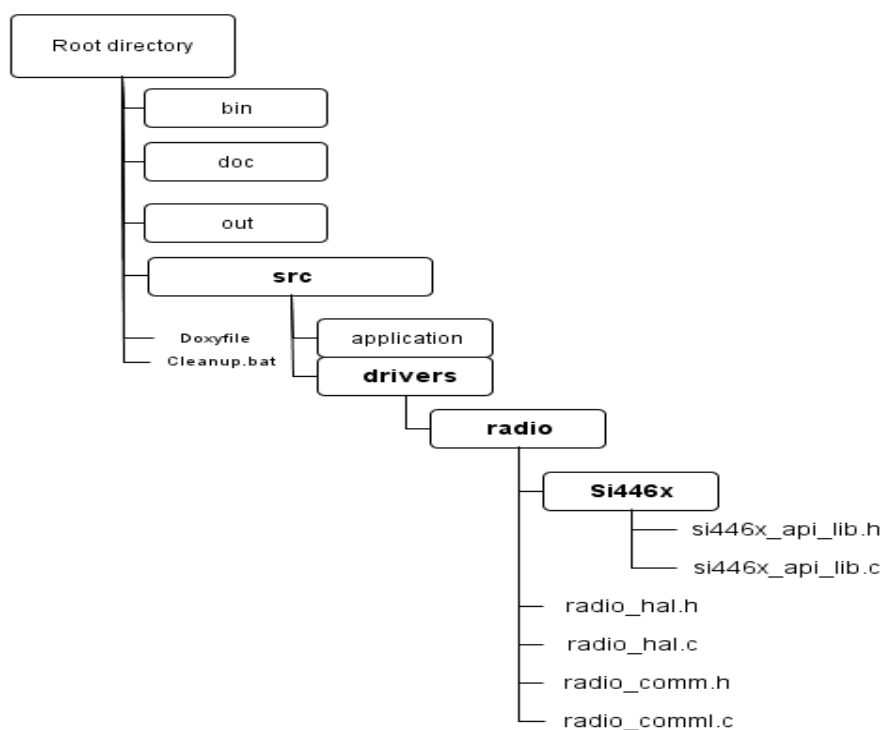 Root directory
bin
doc
out
src
Doxyfile
application
Cleanup.bat
drivers
radio
Si446x
si446x_api_lib.h
si446x_api_lib.c
radio_hal.h
radio_hal.c
radio_comm.h
radio_comml.c